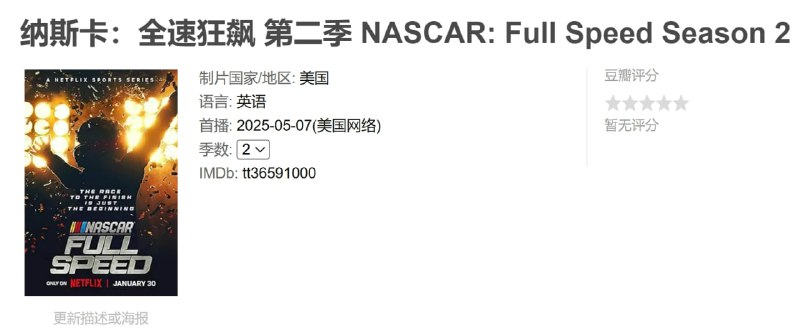 纳斯卡：全速狂飙 第二季 NASCAR: Full Speed Season 2
A NETFLIX SPORTS SERIES
THE RACE
TO THE FINISH
IS JUST
THE BEGINNING
NASCAR
FULL
SPEED
ONLY ON NETFLIX | JANUARY 30
更新描述或海报
制片国家/地区: 美国
语言: 英语
首播: 2025-05-07(美国网络)
季数: 2
IMDb: tt36591000
豆瓣评分
暂无评分